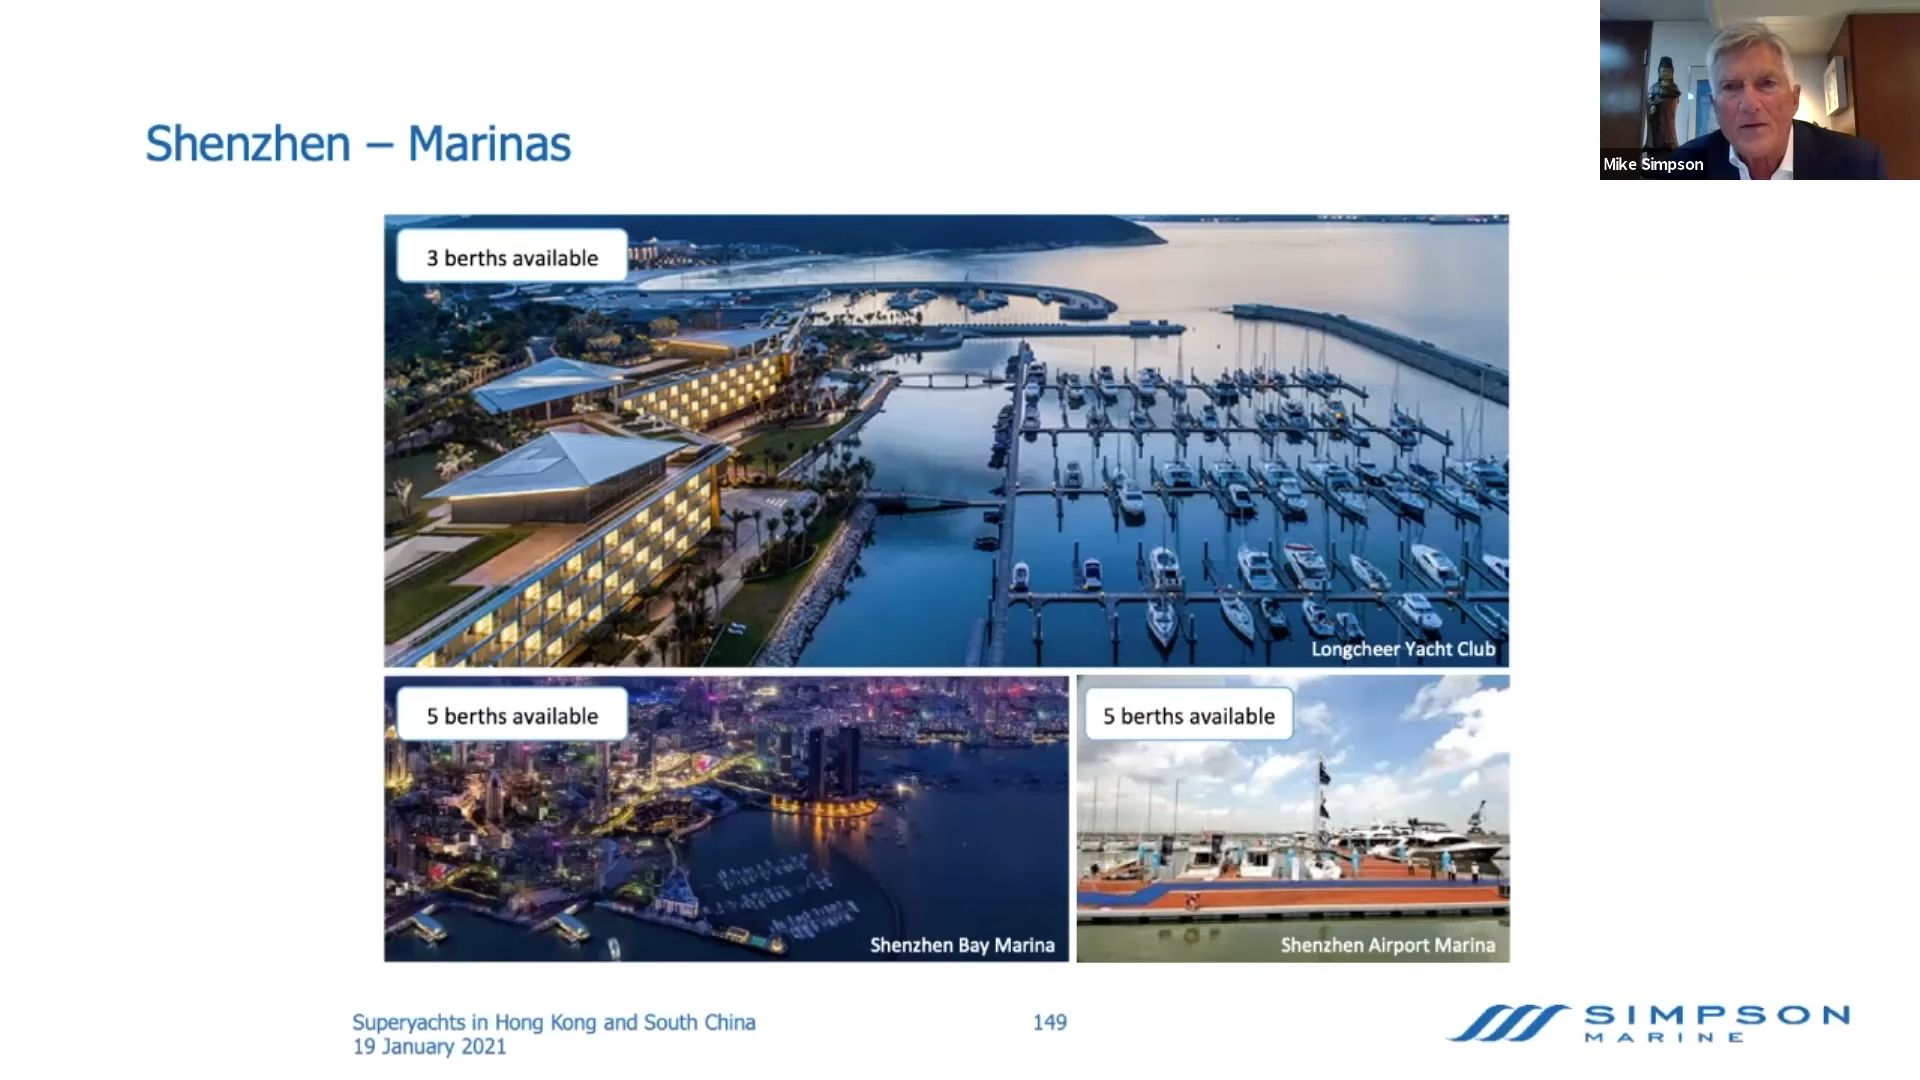 Shenzhen – Marinas
Mike Simpson
3 berths available
Longcheer Yacht Club
5 berths available
Shenzhen Bay Marina
5 berths available
Shenzhen Airport Marina
Superyachts in Hong Kong and South China
19 January 2021
149
SIMPSON
MARINE